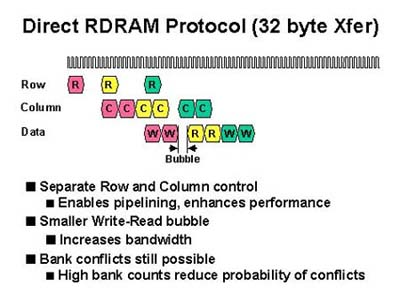 Direct RDRAM Protocol (32 byte Xfer)
Row R R R
Column C C C C C C
Data W W R R W W
Bubble
■ Separate Row and Column control
■ Enables pipelining, enhances performance
■ Smaller Write-Read bubble
■ Increases bandwidth
■ Bank conflicts still possible
■ High bank counts reduce probability of conflicts